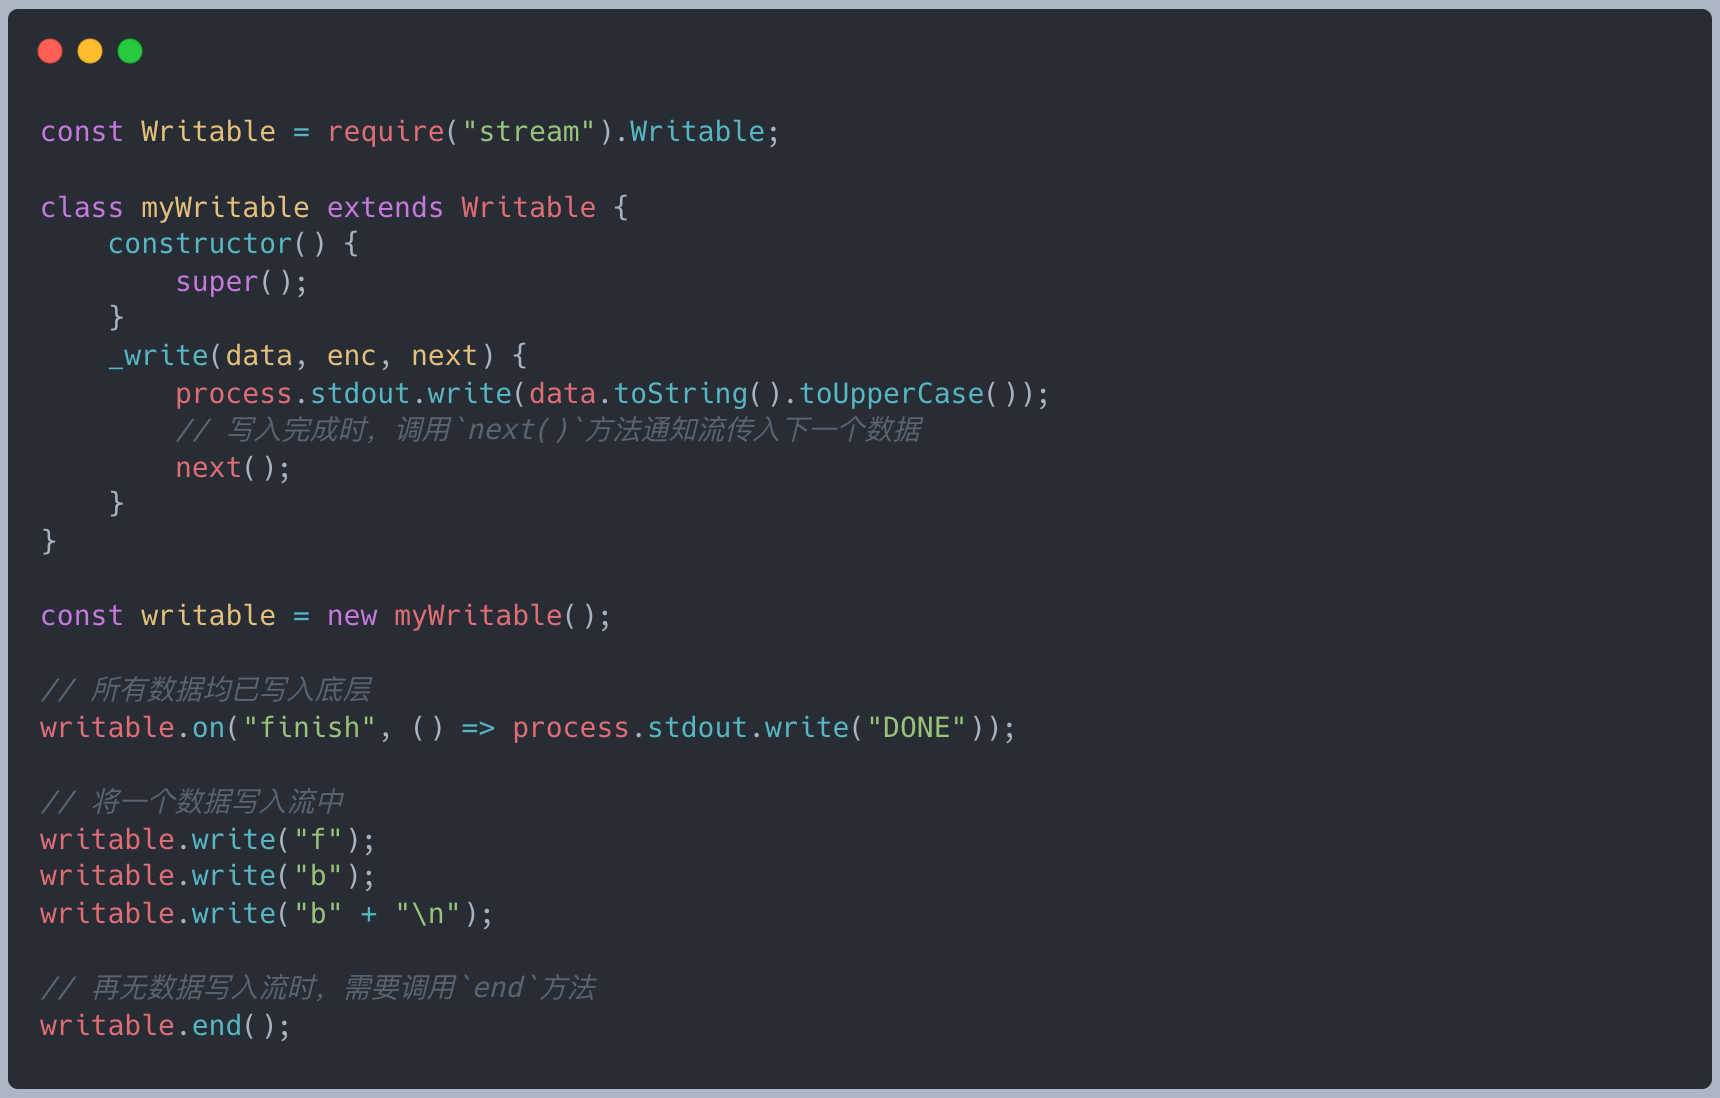 const Writable = require("stream").Writable;
class myWritable extends Writable {
constructor() {
super();
}
_write(data, enc, next) {
process.stdout.write(data.toString().toUpperCase());
// 写入完成时，调用`next()`方法通知流传入下一个数据
next();
}
}
const writable = new myWritable();
// 所有数据均已写入底层
writable.on("finish", () => process.stdout.write("DONE"));
// 将一个数据写入流中
writable.write("f");
writable.write("b");
writable.write("b" + "\n");
// 再无数据写入流时，需要调用`end`方法
writable.end();